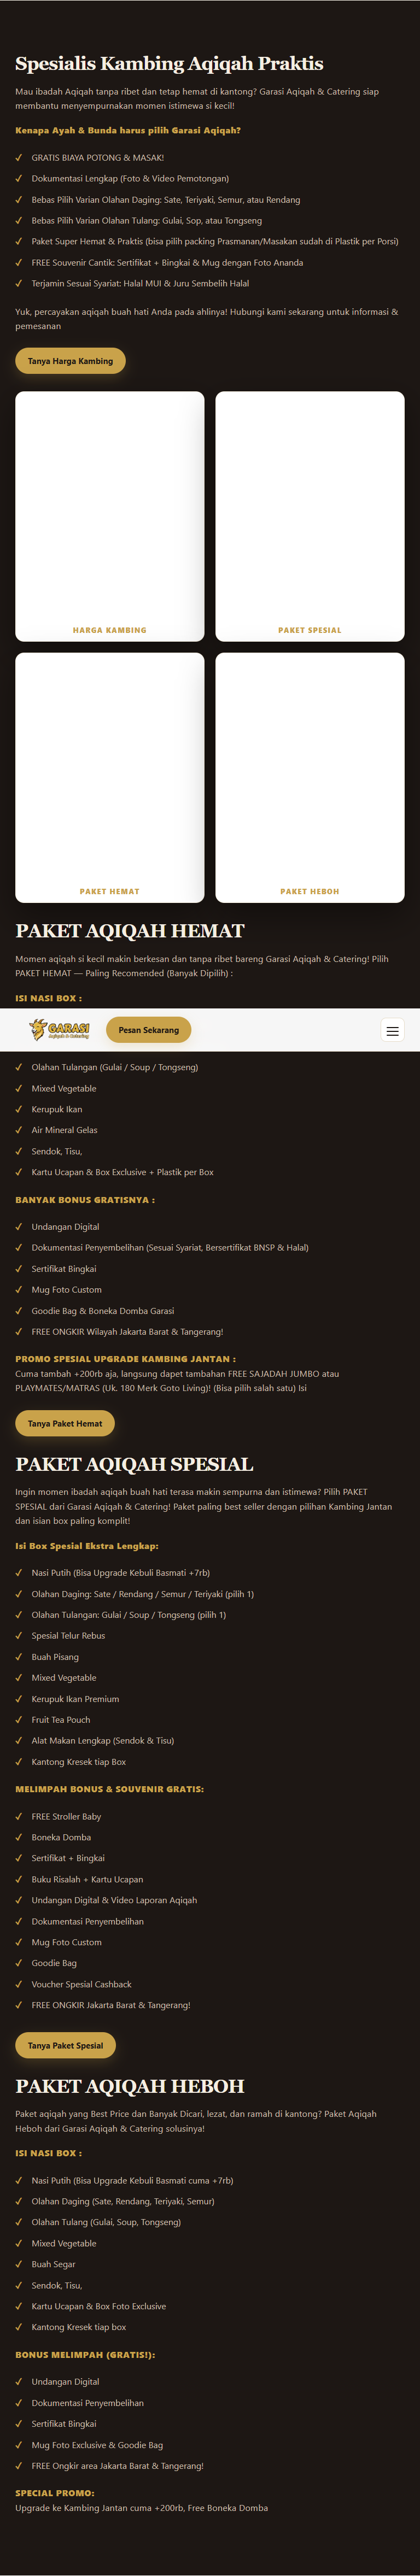 Spesialis Kambing Aqiqah Praktis
Mau ibadah Aqiqah tanpa ribet dan tetap hemat di kantong? Garasi Aqiqah & Catering siap
membantu menyempurnakan momen istimewa si kecil!
Kenapa Ayah & Bunda harus pilih Garasi Aqiqah?
✓ GRATIS BIAYA POTONG & MASAK!
✓ Dokumentasi Lengkap (Foto & Video Pemotongan)
✓ Bebas Pilih Varian Olahan Daging: Sate, Teriyaki, Semur, atau Rendang
✓ Bebas Pilih Varian Olahan Tulang: Gulai, Sop, atau Tongseng
✓ Paket Super Hemat & Praktis (bisa pilih packing Prasmanan/Masakan sudah di Plastik per Porsi)
✓ FREE Souvenir Cantik: Sertifikat + Bingkai & Mug dengan Foto Ananda
✓ Terjamin Sesuai Syariat: Halal MUI & Juru Sembelih Halal
Yuk, percayakan aqiqah buah hati Anda pada ahlinya! Hubungi kami sekarang untuk informasi &
pemesanan
Tanya Harga Kambing
HARGA KAMBING
PAKET SPESIAL
PAKET HEMAT
PAKET HEBOH
PAKET AQIQAH HEMAT
Momen aqiqah si kecil makin berkesan dan tanpa ribet bareng Garasi Aqiqah & Catering! Pilih
PAKET HEMAT — Paling Recomended (Banyak Dipilih) :
ISI NASI BOX :
GARASI
Aqiqah & Catering
Pesan Sekarang
✓ Olahan Tulangan (Gulai / Soup / Tongseng)
✓ Mixed Vegetable
✓ Kerupuk Ikan
✓ Air Mineral Gelas
✓ Sendok, Tisu,
✓ Kartu Ucapan & Box Exclusive + Plastik per Box
BANYAK BONUS GRATISNYA :
✓ Undangan Digital
✓ Dokumentasi Penyembelihan (Sesuai Syariat, Bersertifikat BNSP & Halal)
✓ Sertifikat Bingkai
✓ Mug Foto Custom
✓ Goodie Bag & Boneka Domba Garasi
✓ FREE ONGKIR Wilayah Jakarta Barat & Tangerang!
PROMO SPESIAL UPGRADE KAMBING JANTAN :
Cuma tambah +200rb aja, langsung dapet tambahan FREE SAJADAH JUMBO atau
PLAYMATES/MATRAS (Uk. 180 Merk Goto Living)! (Bisa pilih salah satu) Isi
Tanya Paket Hemat
PAKET AQIQAH SPESIAL
Ingin momen ibadah aqiqah buah hati terasa makin sempurna dan istimewa? Pilih PAKET
SPESIAL dari Garasi Aqiqah & Catering! Paket paling best seller dengan pilihan Kambing Jantan
dan isian box paling komplit!
Isi Box Spesial Ekstra Lengkap:
✓ Nasi Putih (Bisa Upgrade Kebuli Basmati +7rb)
✓ Olahan Daging: Sate / Rendang / Semur / Teriyaki (pilih 1)
✓ Olahan Tulangan: Gulai / Soup / Tongseng (pilih 1)
✓ Spesial Telur Rebus
✓ Buah Pisang
✓ Mixed Vegetable
✓ Kerupuk Ikan Premium
✓ Fruit Tea Pouch
✓ Alat Makan Lengkap (Sendok & Tisu)
✓ Kantong Kresek tiap Box
MELIMPAH BONUS & SOUVENIR GRATIS:
✓ FREE Stroller Baby
✓ Boneka Domba
✓ Sertifikat + Bingkai
✓ Buku Risalah + Kartu Ucapan
✓ Undangan Digital & Video Laporan Aqiqah
✓ Dokumentasi Penyembelihan
✓ Mug Foto Custom
✓ Goodie Bag
✓ Voucher Spesial Cashback
✓ FREE ONGKIR Jakarta Barat & Tangerang!
Tanya Paket Spesial
PAKET AQIQAH HEBOH
Paket aqiqah yang Best Price dan Banyak Dicari, lezat, dan ramah di kantong? Paket Aqiqah
Heboh dari Garasi Aqiqah & Catering solusinya!
ISI NASI BOX :
✓ Nasi Putih (Bisa Upgrade Kebuli Basmati cuma +7rb)
✓ Olahan Daging (Sate, Rendang, Teriyaki, Semur)
✓ Olahan Tulang (Gulai, Soup, Tongseng)
✓ Mixed Vegetable
✓ Buah Segar
✓ Sendok, Tisu,
✓ Kartu Ucapan & Box Foto Exclusive
✓ Kantong Kresek tiap box
BONUS MELIMPAH (GRATIS!):
✓ Undangan Digital
✓ Dokumentasi Penyembelihan
✓ Sertifikat Bingkai
✓ Mug Foto Exclusive & Goodie Bag
✓ FREE Ongkir area Jakarta Barat & Tangerang!
SPECIAL PROMO:
Upgrade ke Kambing Jantan cuma +200rb, Free Boneka Domba